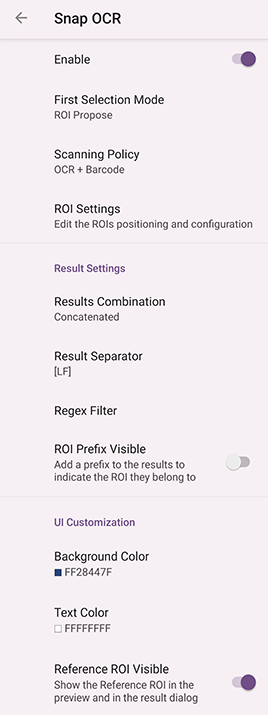 Snap OCR
Enable
First Selection Mode
ROI Propose
Scanning Policy
OCR + Barcode
ROI Settings
Edit the ROIs positioning and configuration
Result Settings
Results Combination
Concatenated
Result Separator
[LF]
Regex Filter
ROI Prefix Visible
Add a prefix to the results to
indicate the ROI they belong to
UI Customization
Background Color
FF28447F
Text Color
FFFFFFFF
Reference ROI Visible
Show the Reference ROI in the
preview and in the result dialog